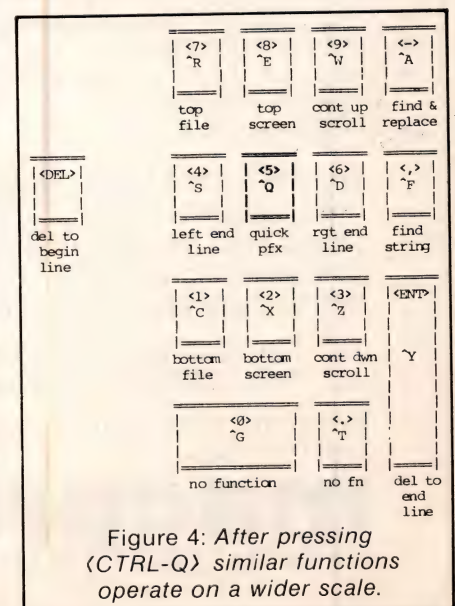 <7> <8> <9> <->
^R ^E ^W ^A
top top cont up find &
file screen scroll replace
<DEL> <4> <5> <6> <,>
^S ^Q ^D ^F
del to left end quick rgt end find
begin line pfx line string
line
<1> <2> <3> <ENT>
^C ^X ^Z ^Y
bottom bottom cont dwn
file screen scroll
<0> <.>
^G ^T
no function no fn del to
end
line
Figure 4: After pressing
<CTRL-Q> similar functions
operate on a wider scale.